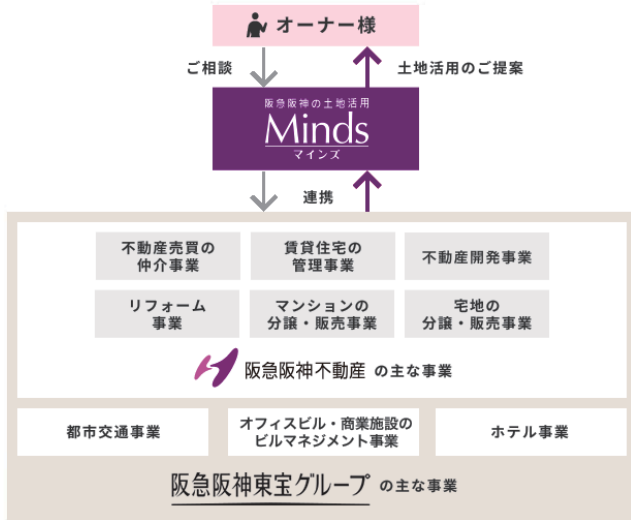 オーナー様
ご相談
土地活用のご提案
阪急阪神の土地活用
Minds
マインズ
連携
不動産売買の
仲介事業
賃貸住宅の
管理事業
不動産開発事業
リフォーム
事業
マンションの
分譲・販売事業
宅地の
分譲・販売事業
阪急阪神不動産 の主な事業
都市交通事業
オフィスビル・商業施設の
ビルマネジメント事業
ホテル事業
阪急阪神東宝グループ の主な事業